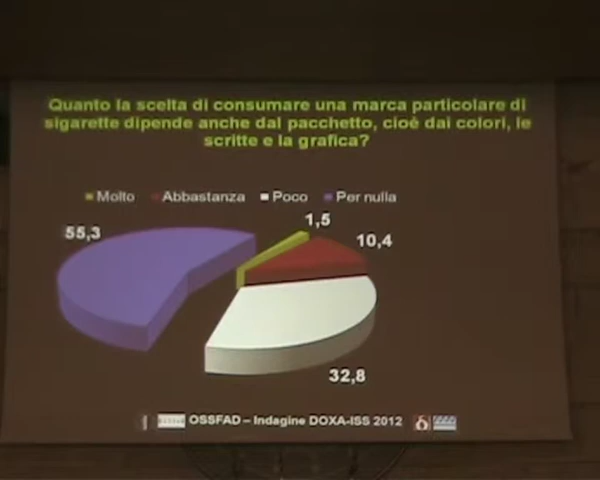 Quanto la scelta di consumare una marca particolare di
sigarette dipende anche dal pacchetto, cioè dai colori, le
scritte e la grafica?
Molto Abbastanza Poco Per nulla
55,3
1,5
10,4
32,8
OSSFAD – Indagine DOXA-ISS 2012